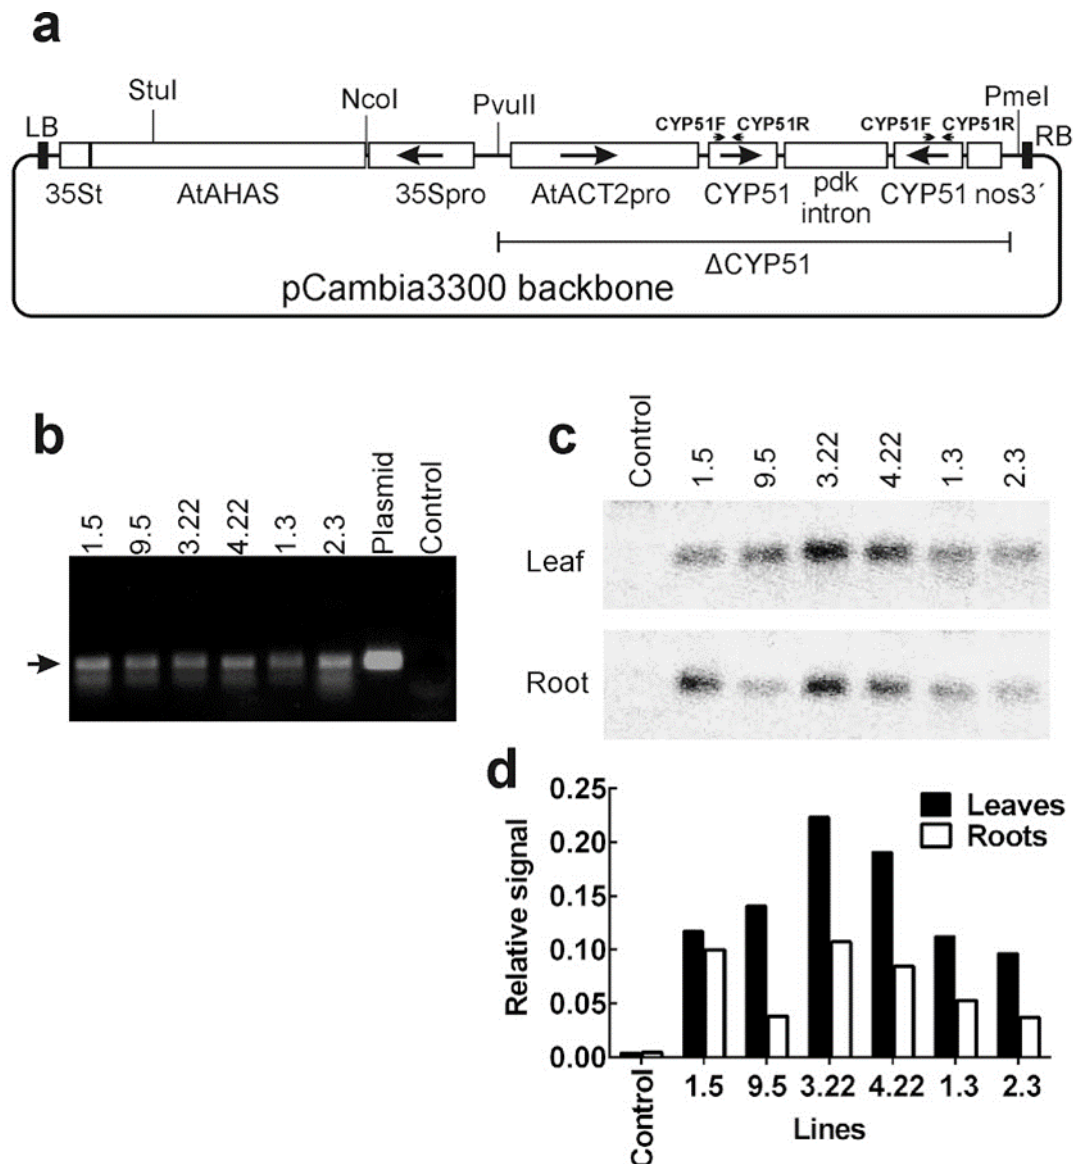 a
StuI NcoI PvuII PmeI
LB CYP51F CYP51R CYP51F CYP51R RB
35St AtAHAS 35Spro AtACT2pro CYP51 pdk intron CYP51 nos3´
ΔCYP51
pCambia3300 backbone
b
1.5 9.5 3.22 4.22 1.3 2.3 Plasmid Control
c
Control 1.5 9.5 3.22 4.22 1.3 2.3
Leaf
Root
d
Relative signal
0.25
0.20
0.15
0.10
0.05
0.00
Leaves
Roots
Control 1.5 9.5 3.22 4.22 1.3 2.3
Lines